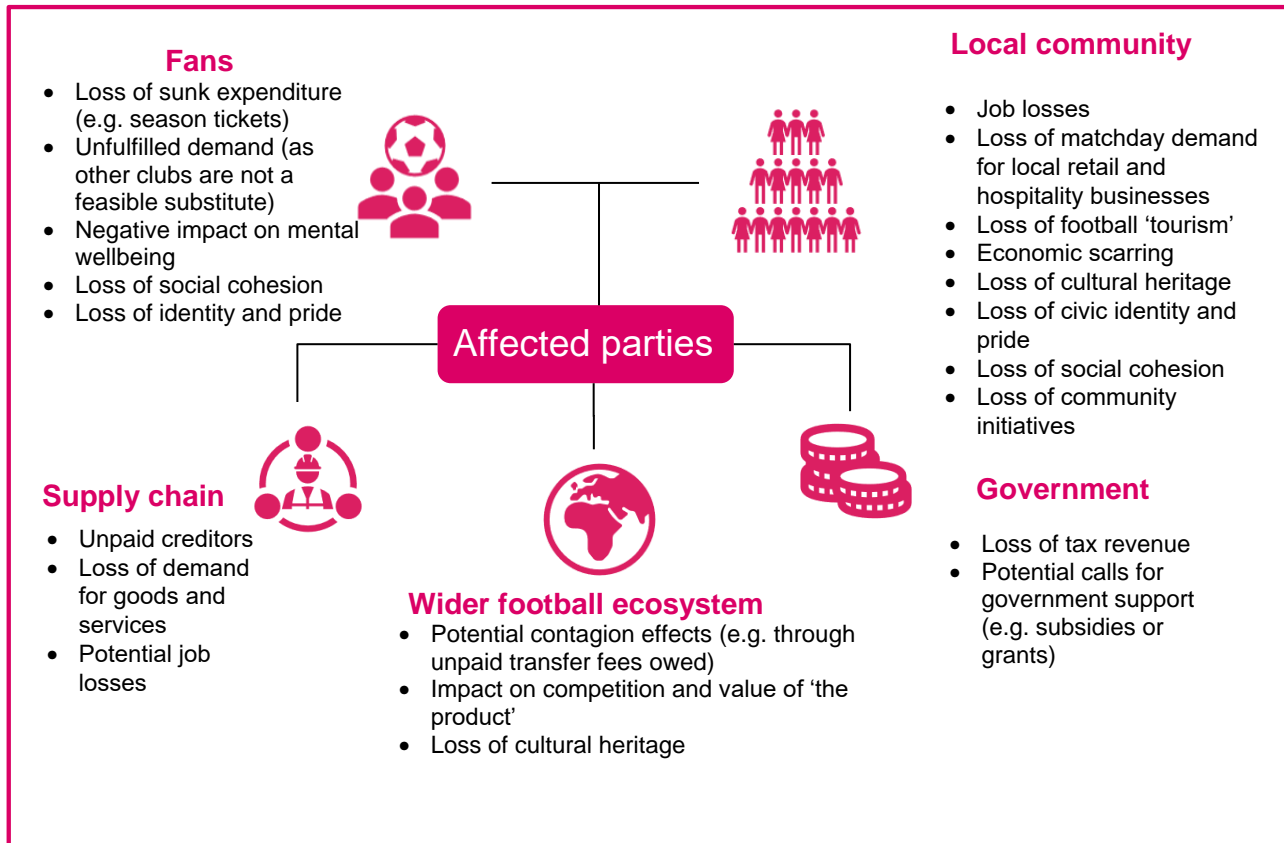 Fans
• Loss of sunk expenditure
(e.g. season tickets)
• Unfulfilled demand (as
other clubs are not a
feasible substitute)
• Negative impact on mental
wellbeing
• Loss of social cohesion
• Loss of identity and pride
Local community
• Job losses
• Loss of matchday demand
for local retail and
hospitality businesses
• Loss of football ‘tourism’
• Economic scarring
• Loss of cultural heritage
• Loss of civic identity and
pride
• Loss of social cohesion
• Loss of community
initiatives
Affected parties
Supply chain
• Unpaid creditors
• Loss of demand
for goods and
services
• Potential job
losses
Wider football ecosystem
• Potential contagion effects (e.g. through
unpaid transfer fees owed)
• Impact on competition and value of ‘the
product’
• Loss of cultural heritage
Government
• Loss of tax revenue
• Potential calls for
government support
(e.g. subsidies or
grants)